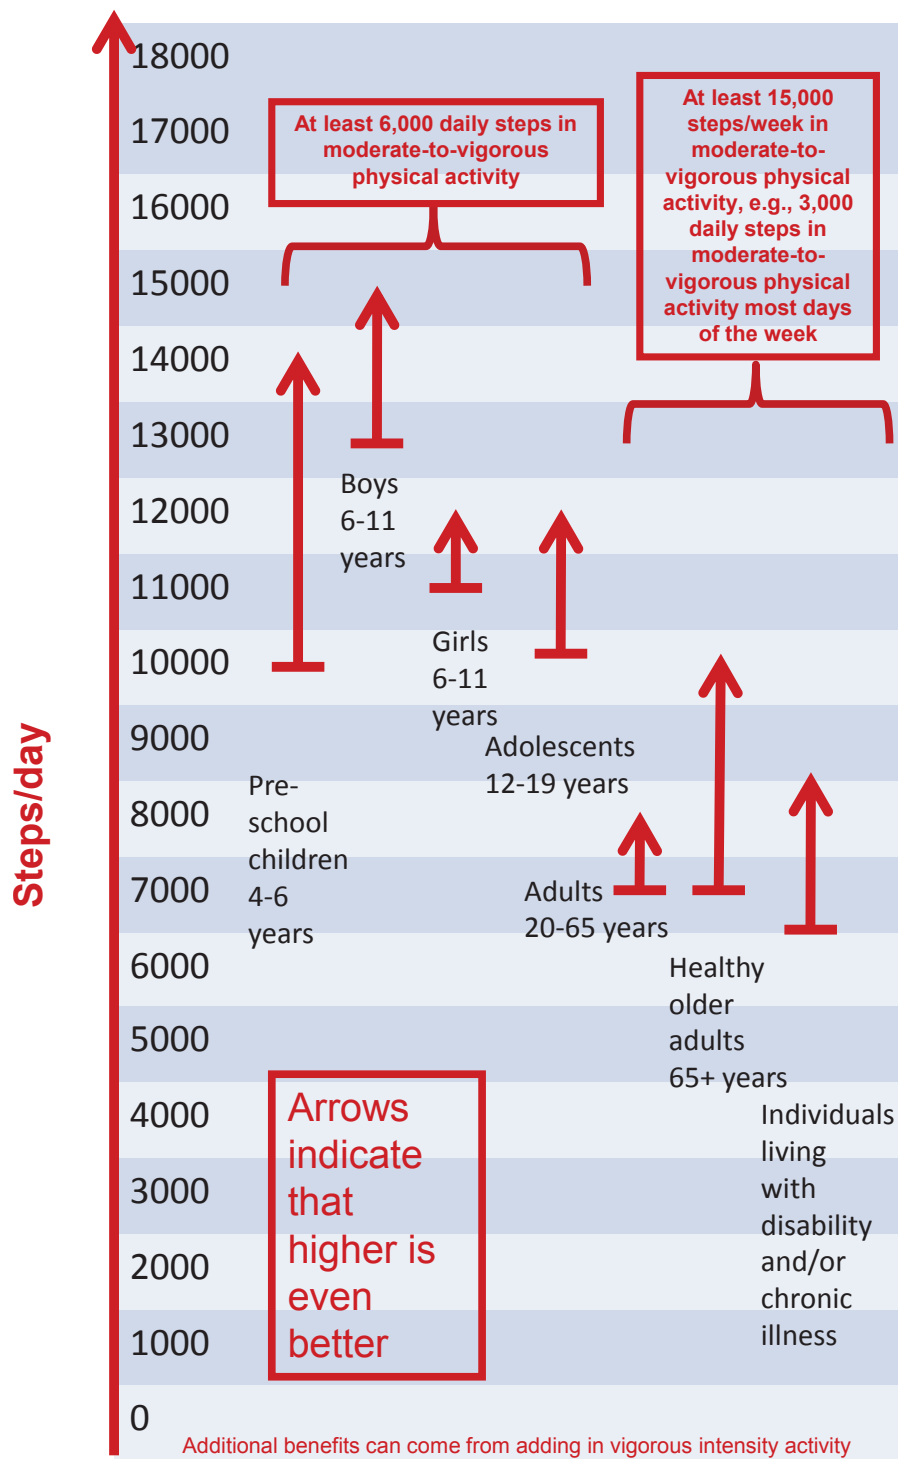 18000
17000
16000
15000
14000
13000
12000
11000
10000
9000
8000
7000
6000
5000
4000
3000
2000
1000
0
Steps/day
At least 6,000 daily steps in
moderate-to-vigorous
physical activity
At least 15,000
steps/week in
moderate-to-
vigorous physical
activity, e.g., 3,000
daily steps in
moderate-to-
vigorous physical
activity most days
of the week
Boys
6-11
years
Girls
6-11
years
Adolescents
12-19 years
Pre-
school
children
4-6
years
Adults
20-65 years
Healthy
older
adults
65+ years
Individuals
living
with
disability
and/or
chronic
illness
Arrows
indicate
that
higher is
even
better
Additional benefits can come from adding in vigorous intensity activity